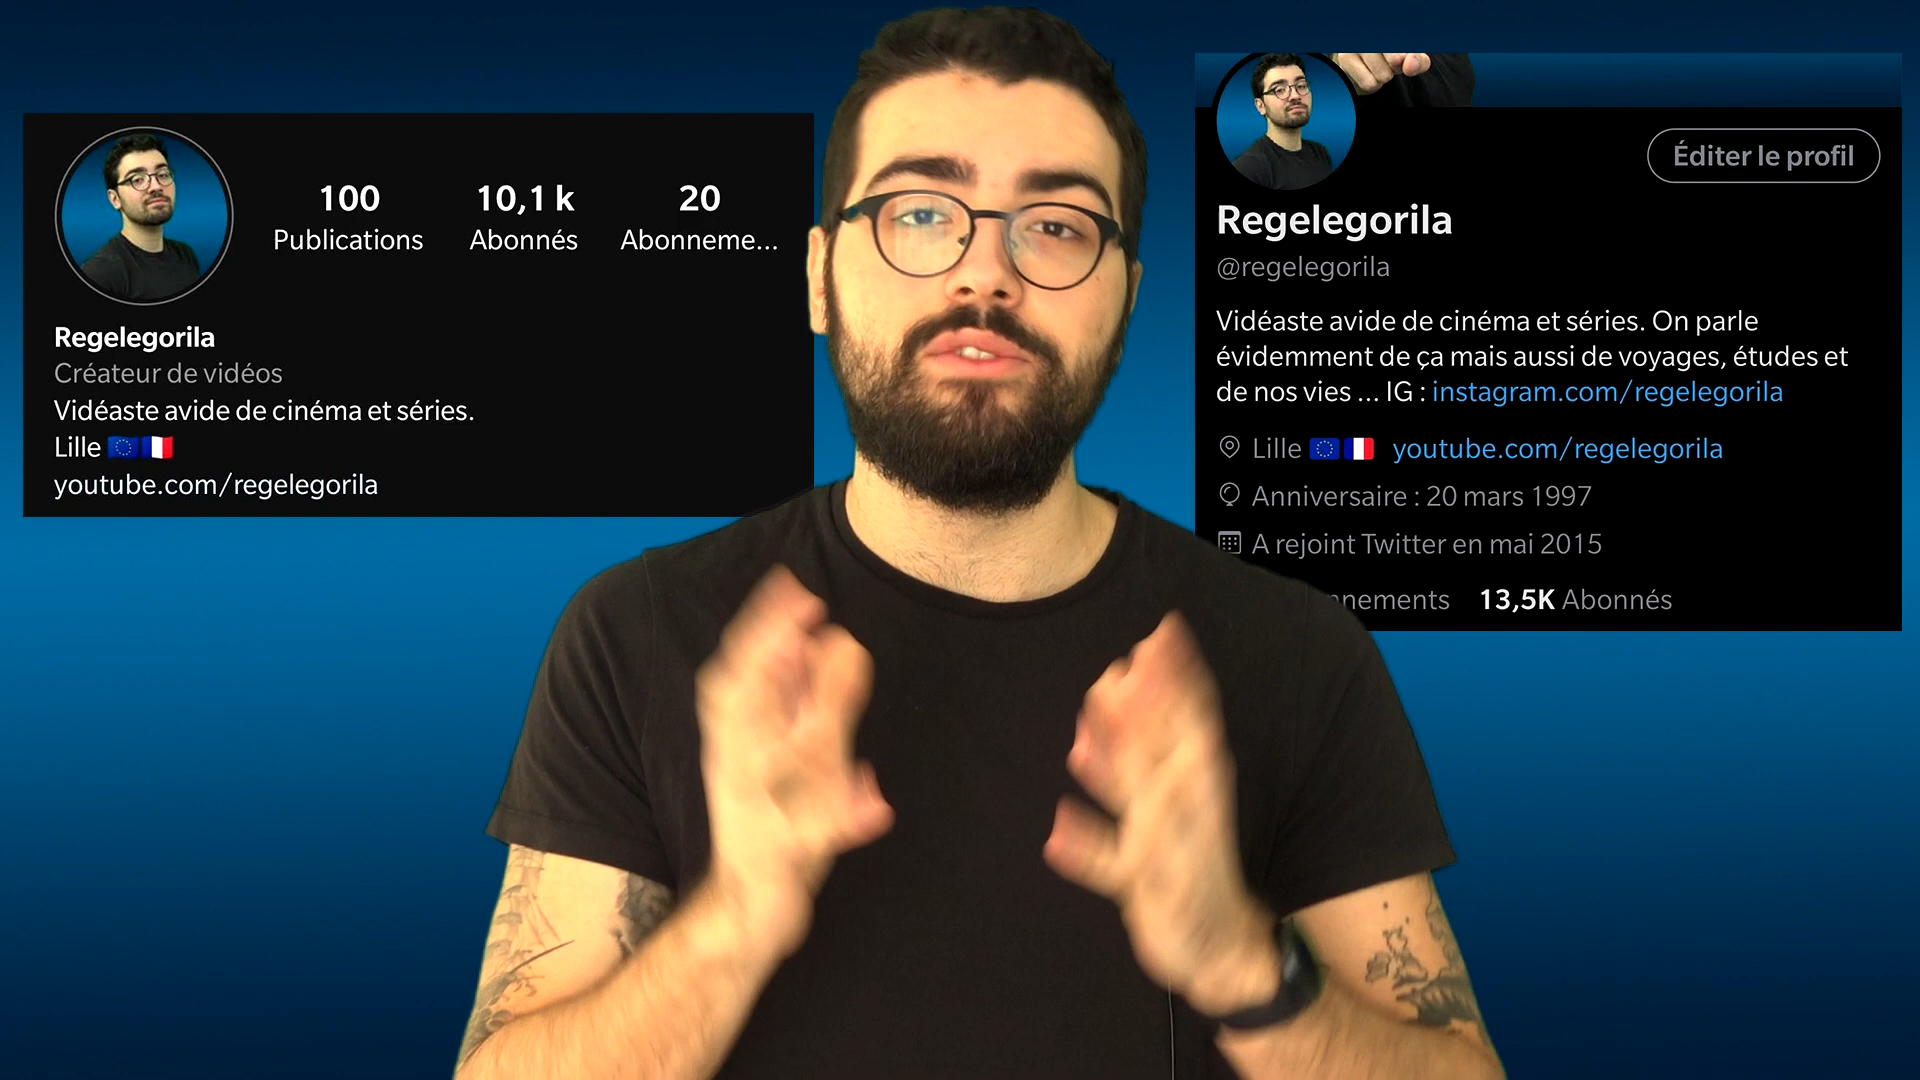 100 10,1 k 20
Publications Abonnés Abonneme...
Regelegorila
Créateur de vidéos
Vidéaste avide de cinéma et séries.
Lille 🇪🇺🇫🇷
youtube.com/regelegorila
Éditer le profil
Regelegorila
@regelegorila
Vidéaste avide de cinéma et séries. On parle
évidemment de ça mais aussi de voyages, études et
de nos vies ... IG : instagram.com/regelegorila
Lille 🇪🇺🇫🇷 youtube.com/regelegorila
Anniversaire : 20 mars 1997
A rejoint Twitter en mai 2015
13,5K Abonnés